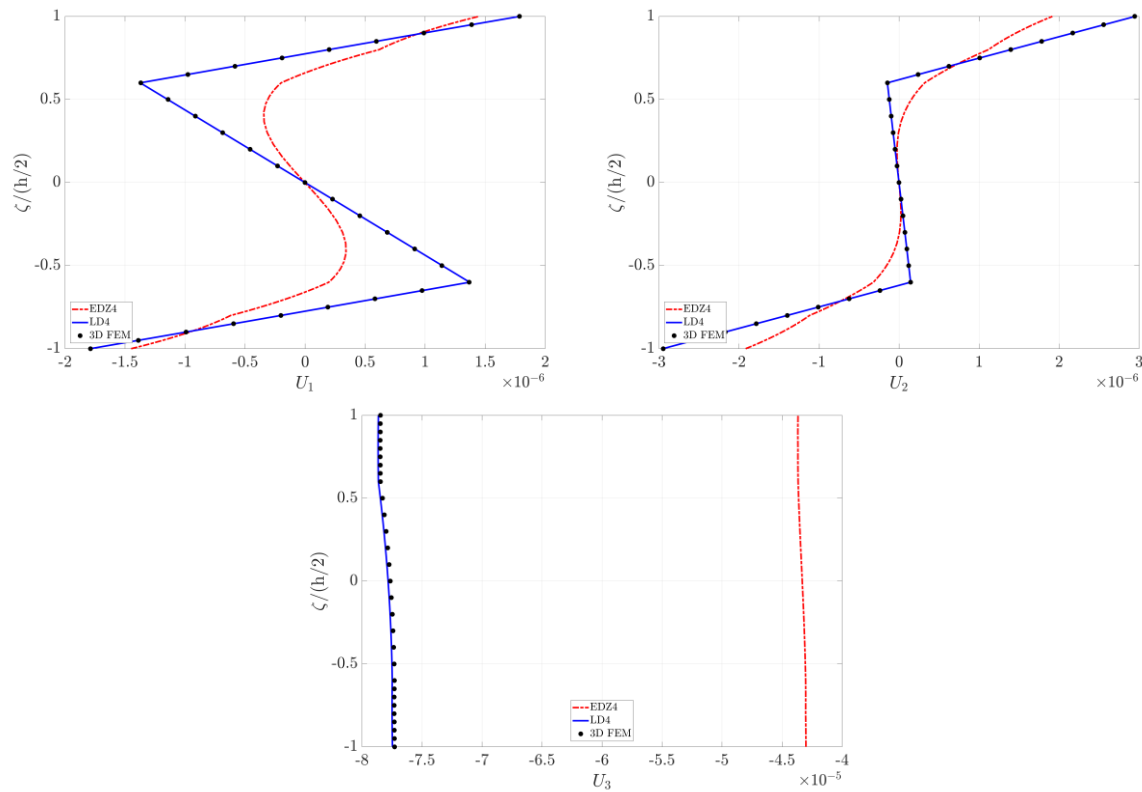 1
0.5
0
-0.5
-1
ζ/(h/2)
EDZ4
LD4
3D FEM
-2 -1.5 -1 -0.5 0 0.5 1 1.5 2
U₁ ×10⁻⁶
1
0.5
0
-0.5
-1
ζ/(h/2)
EDZ4
LD4
3D FEM
-3 -2 -1 0 1 2 3
U₂ ×10⁻⁶
1
0.5
0
-0.5
-1
ζ/(h/2)
EDZ4
LD4
3D FEM
-8 -7.5 -7 -6.5 -6 -5.5 -5 -4.5 -4
U₃ ×10⁻⁵